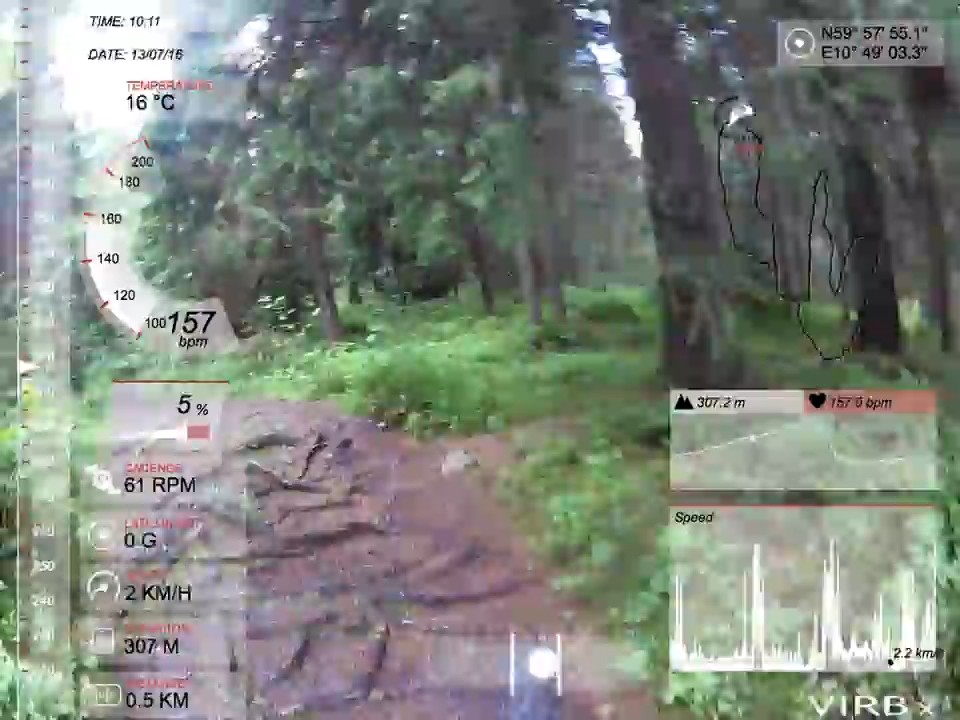 TIME: 10:11
DATE: 13/07/16
N59° 57' 55.1"
E10° 49' 03.3"
TEMPERATURE
16 °C
200
180
160
140
120
100
157
bpm
5 %
CADENCE
61 RPM
0 G
2 KM/H
307 M
0.5 KM
307.2 m
157.0 bpm
Speed
2.2 km/h
250
240
VIRB X